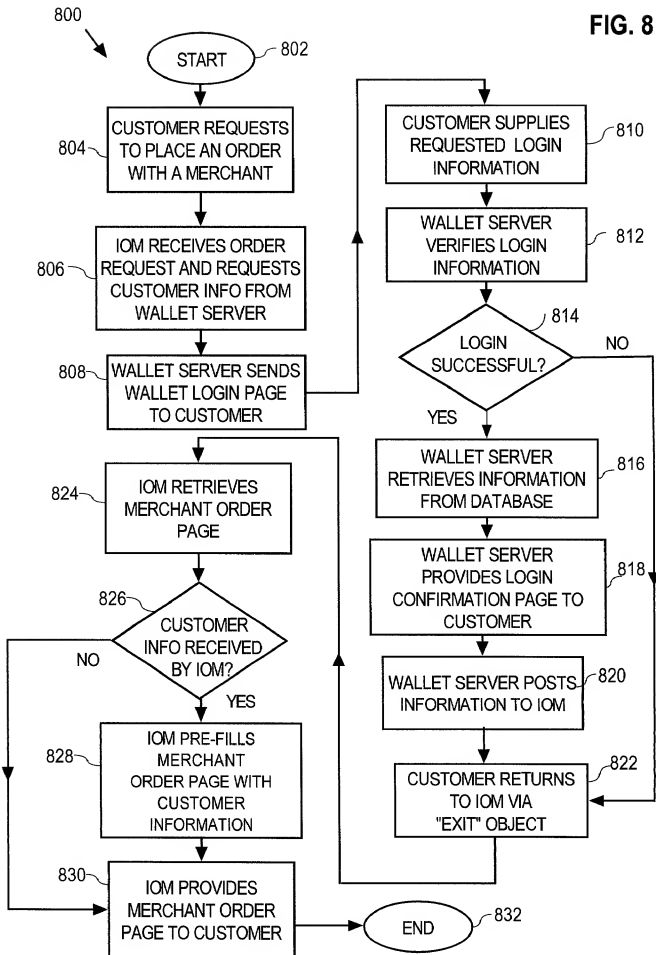 800
FIG. 8
START
802
804
CUSTOMER REQUESTS
TO PLACE AN ORDER
WITH A MERCHANT
806
IOM RECEIVES ORDER
REQUEST AND REQUESTS
CUSTOMER INFO FROM
WALLET SERVER
808
WALLET SERVER SENDS
WALLET LOGIN PAGE
TO CUSTOMER
CUSTOMER SUPPLIES
REQUESTED LOGIN
INFORMATION
810
WALLET SERVER
VERIFIES LOGIN
INFORMATION
812
814
LOGIN
SUCCESSFUL?
NO
YES
WALLET SERVER
RETRIEVES INFORMATION
FROM DATABASE
816
WALLET SERVER
PROVIDES LOGIN
CONFIRMATION PAGE TO
CUSTOMER
818
WALLET SERVER POSTS
INFORMATION TO IOM
820
CUSTOMER RETURNS
TO IOM VIA
"EXIT" OBJECT
822
824
IOM RETRIEVES
MERCHANT ORDER
PAGE
826
CUSTOMER
INFO RECEIVED
BY IOM?
NO
YES
828
IOM PRE-FILLS
MERCHANT
ORDER PAGE WITH
CUSTOMER
INFORMATION
830
IOM PROVIDES
MERCHANT ORDER
PAGE TO CUSTOMER
END
832